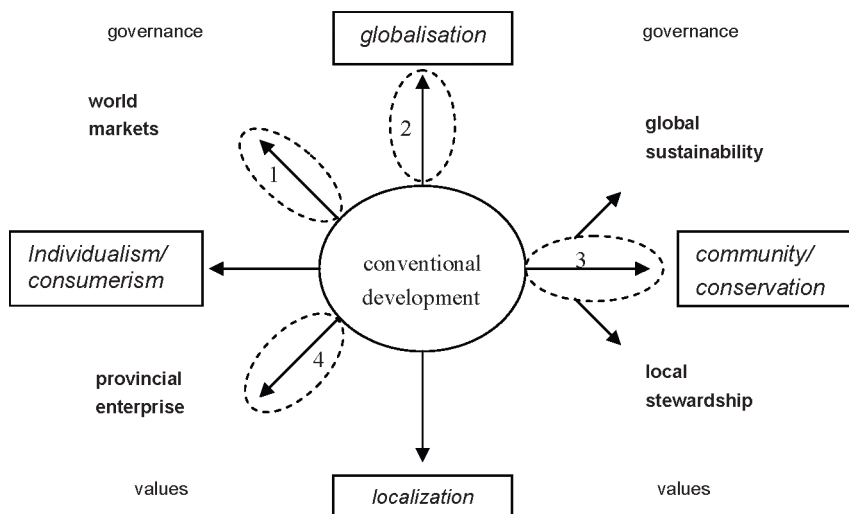 governance
globalisation
governance
world
markets
2
global
sustainability
1
Individualism/
consumerism
conventional
development
3
community/
conservation
4
provincial
enterprise
local
stewardship
values
localization
values